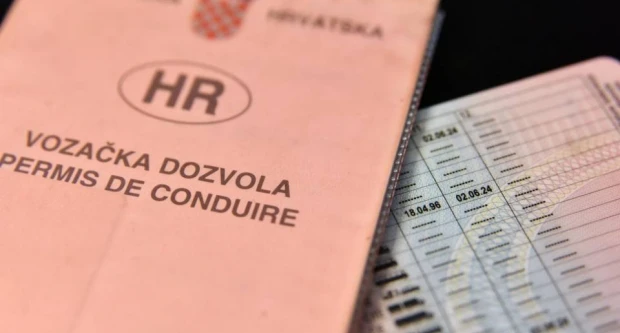 HRVATSKA
HR
VOZAČKA DOZVOLA
PERMIS DE CONDUIRE
02.06.24
18.04.96 02.06.24